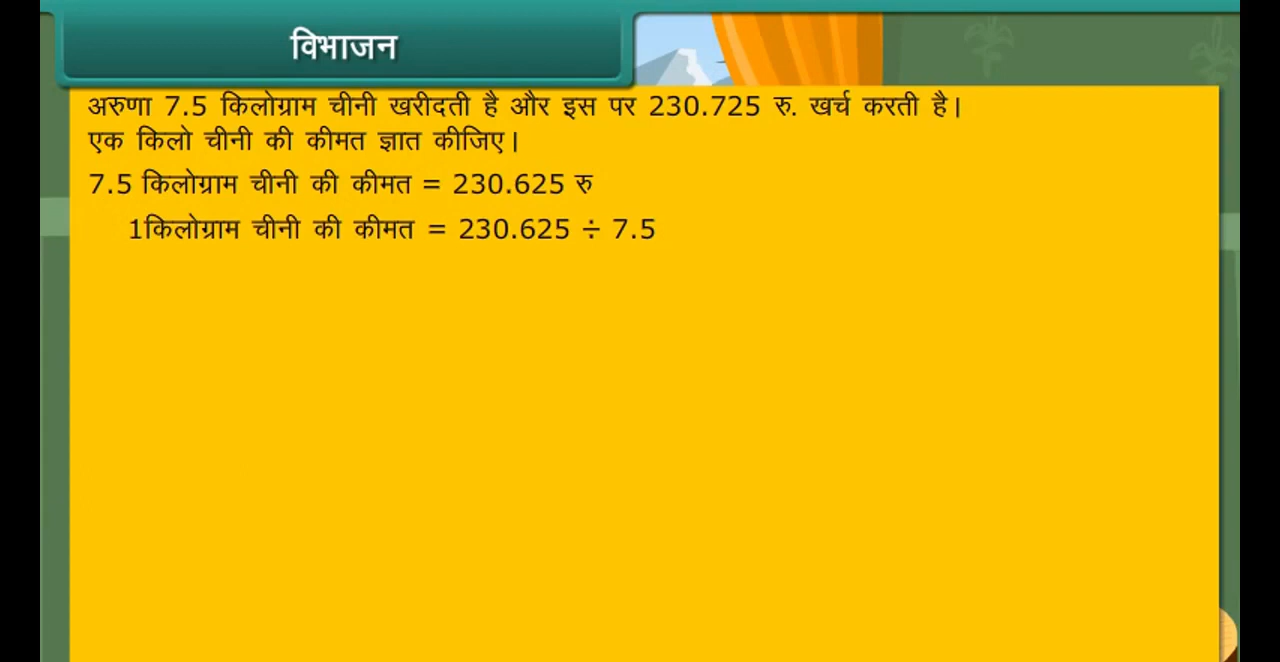 विभाजन
अरुणा 7.5 किलोग्राम चीनी खरीदती है और इस पर 230.725 रु. खर्च करती है।
एक किलो चीनी की कीमत ज्ञात कीजिए।
7.5 किलोग्राम चीनी की कीमत = 230.625 रु
1किलोग्राम चीनी की कीमत = 230.625 ÷ 7.5